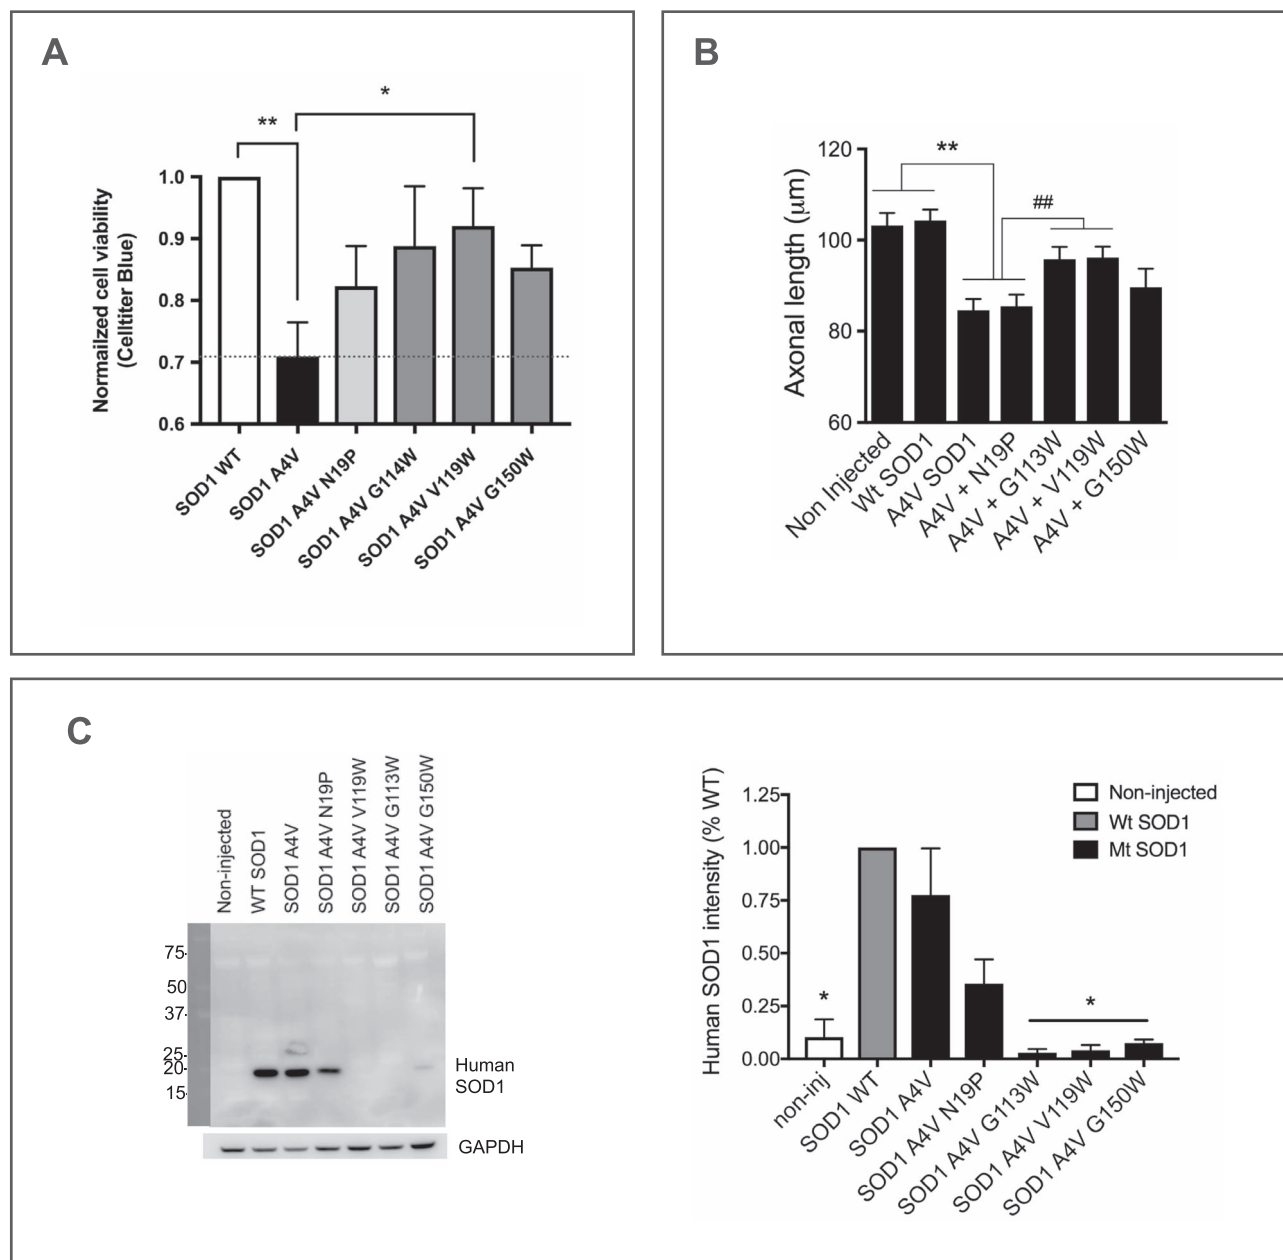 A
**
*
1.0
0.9
0.8
0.7
0.6
Normailzed cell viability
(Celltiter Blue)
SOD1 WT
SOD1 A4V
SOD1 A4V N19P
SOD1 A4V G114W
SOD1 A4V V119W
SOD1 A4V G150W
B
**
##
120
100
80
60
Axonal length (μm)
Non Injected
Wt SOD1
A4V SOD1
A4V + N19P
A4V + G113W
A4V + V119W
A4V + G150W
C
Non-injected
WT SOD1
SOD1 A4V
SOD1 A4V N19P
SOD1 A4V V119W
SOD1 A4V G113W
SOD1 A4V G150W
75
50
37
25
20
15
Human
SOD1
GAPDH
Human SOD1 intensity (% WT)
1.25
1.00
0.75
0.50
0.25
0.00
*
*
Non-injected
Wt SOD1
Mt SOD1
non-inj
SOD1 WT
SOD1 A4V
SOD1 A4V N19P
SOD1 A4V G113W
SOD1 A4V V119W
SOD1 A4V G150W